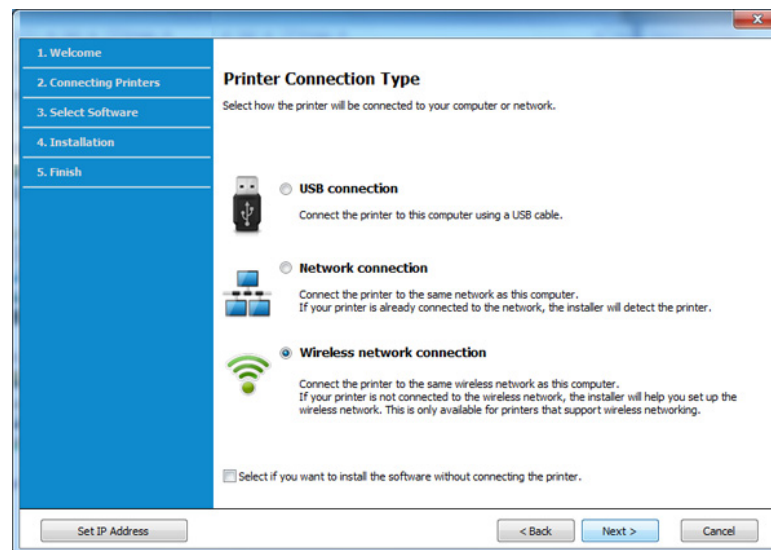 1. Welcome
2. Connecting Printers
3. Select Software
4. Installation
5. Finish
Printer Connection Type
Select how the printer will be connected to your computer or network.
USB connection
Connect the printer to this computer using a USB cable.
Network connection
Connect the printer to the same network as this computer.
If your printer is already connected to the network, the installer will detect the printer.
Wireless network connection
Connect the printer to the same wireless network as this computer.
If your printer is not connected to the wireless network, the installer will help you set up the
wireless network. This is only available for printers that support wireless networking.
Select if you want to install the software without connecting the printer.
Set IP Address
< Back
Next >
Cancel